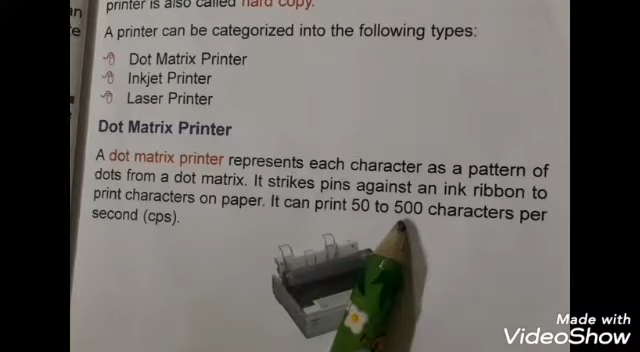 printer is also called hard copy.
A printer can be categorized into the following types:
Dot Matrix Printer
Inkjet Printer
Laser Printer
Dot Matrix Printer
A dot matrix printer represents each character as a pattern of
dots from a dot matrix. It strikes pins against an ink ribbon to
print characters on paper. It can print 50 to 500 characters per
second (cps).
Made with
VideoShow